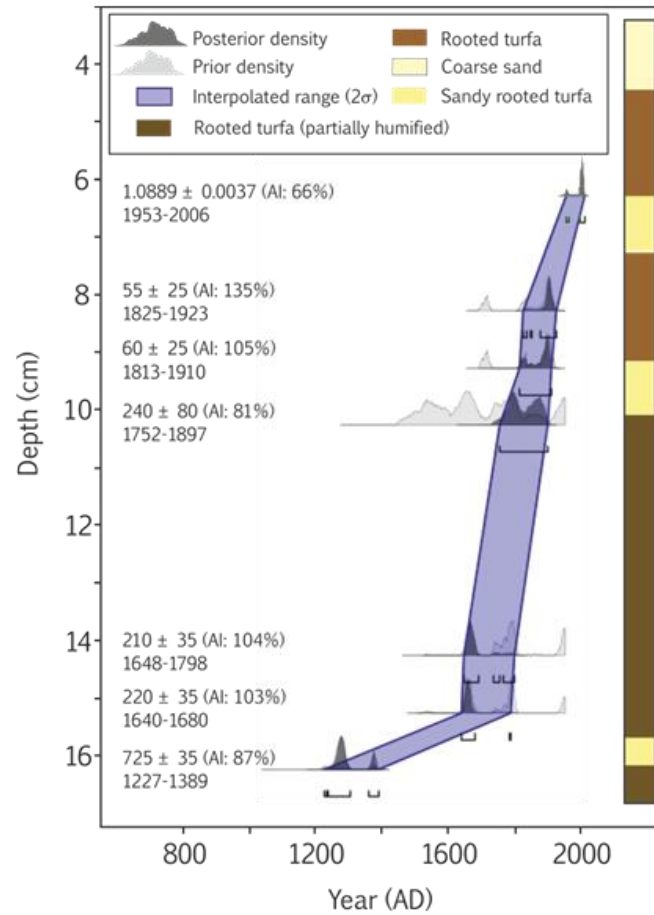 Posterior density
Prior density
Interpolated range (2σ)
Rooted turfa (partially humified)
Rooted turfa
Coarse sand
Sandy rooted turfa
Depth (cm)
4
6
8
10
12
14
16
1.0889 ± 0.0037 (AI: 66%)
1953-2006
55 ± 25 (AI: 135%)
1825-1923
60 ± 25 (AI: 105%)
1813-1910
240 ± 80 (AI: 81%)
1752-1897
210 ± 35 (AI: 104%)
1648-1798
220 ± 35 (AI: 103%)
1640-1680
725 ± 35 (AI: 87%)
1227-1389
800 1200 1600 2000
Year (AD)